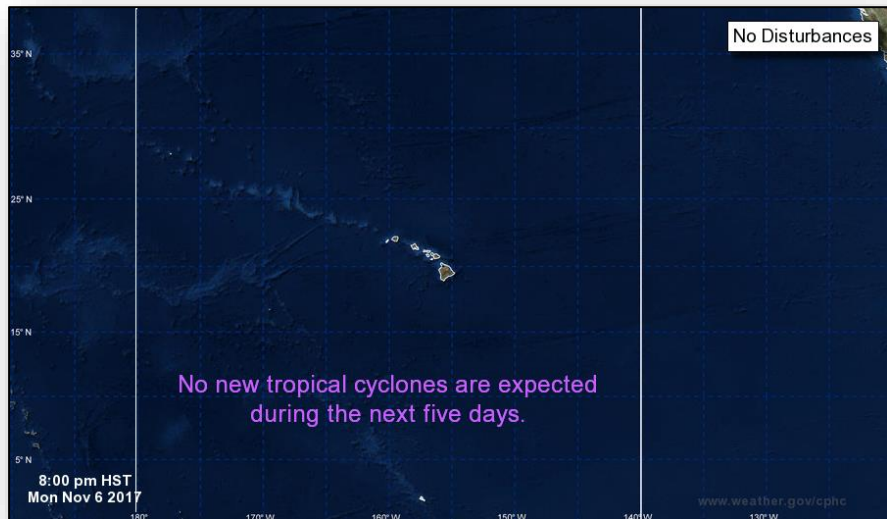 No Disturbances
35° N
25° N
15° N
No new tropical cyclones are expected
during the next five days.
5° N
8:00 pm HST
Mon Nov 6 2017
www.weather.gov/cphc
180° 170° W 160° W 150° W 140° W 130° W